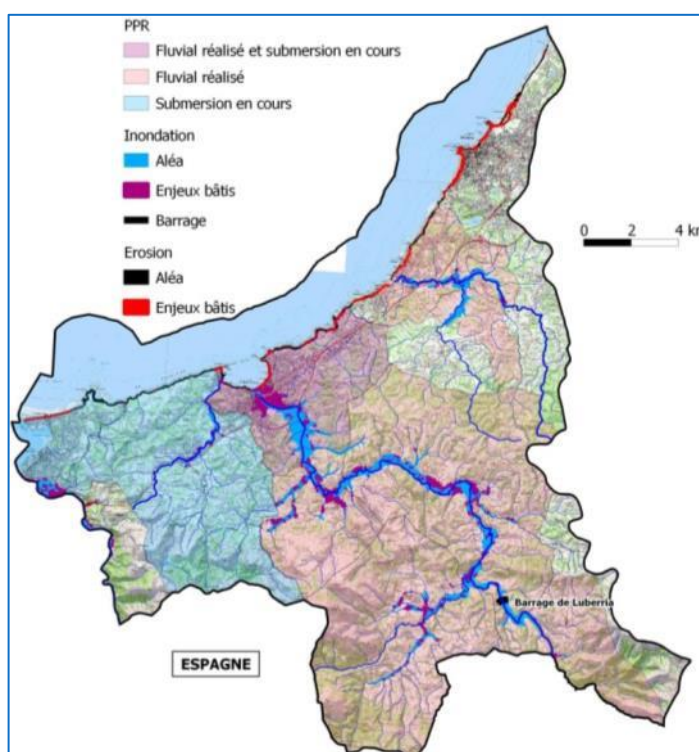 PPR
Fluvial réalisé et submersion en cours
Fluvial réalisé
Submersion en cours
Inondation
Aléa
Enjeux bâtis
Barrage
Erosion
Aléa
Enjeux bâtis
0 2 4 km
Barrage de Luberria
ESPAGNE